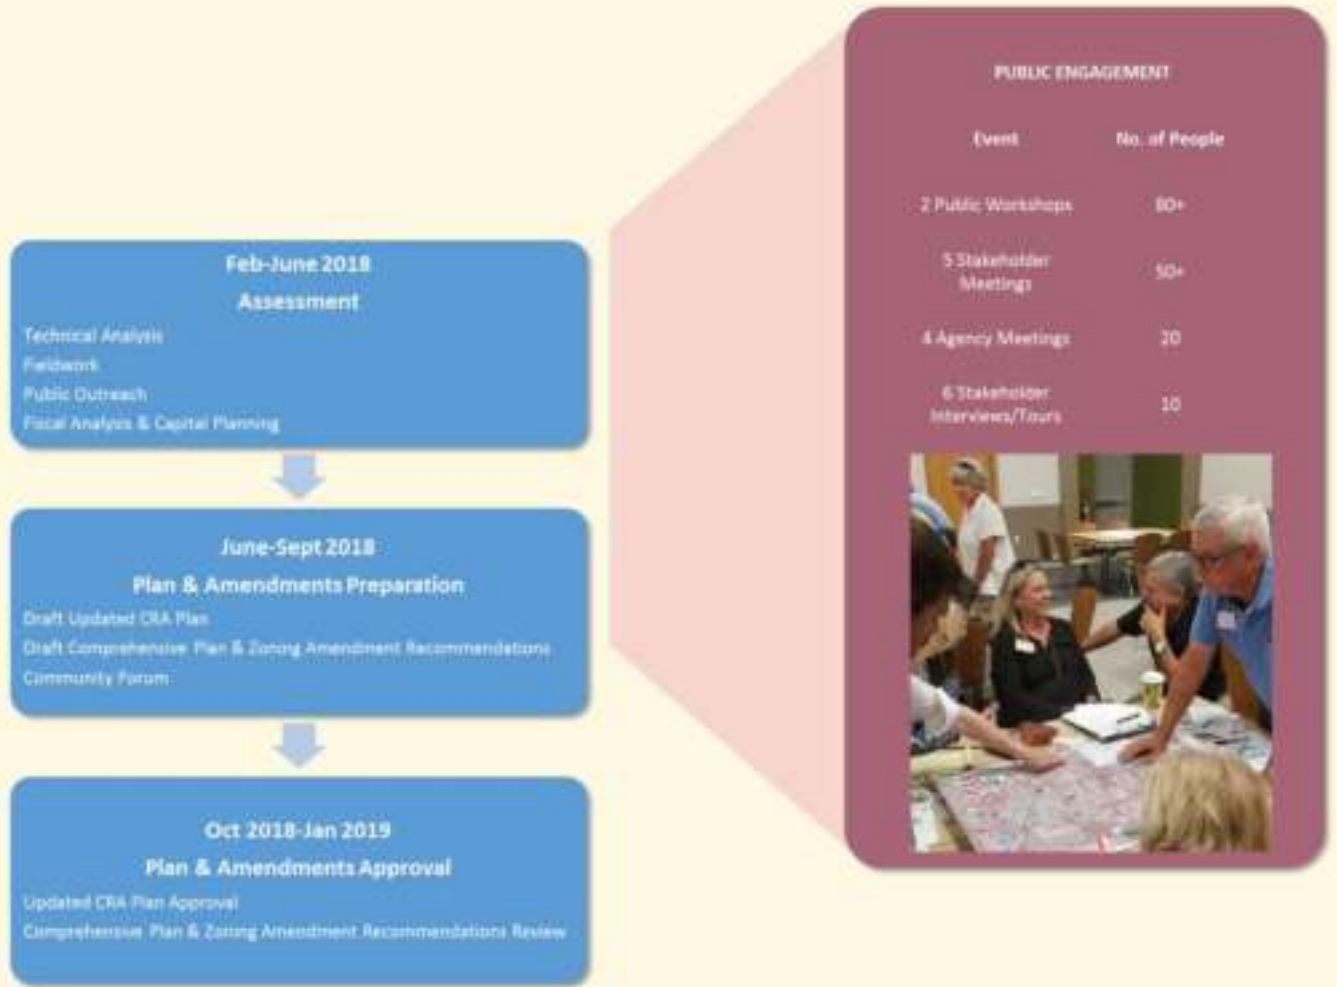 Feb-June 2018
Assessment
Technical Analysis
Fieldwork
Public Outreach
Fiscal Analysis & Capital Planning
June-Sept 2018
Plan & Amendments Preparation
Draft Updated CRA Plan
Draft Comprehensive Plan & Zoning Amendment Recommendations
Community Forum
Oct 2018-Jan 2019
Plan & Amendments Approval
Updated CRA Plan Approval
Comprehensive Plan & Zoning Amendment Recommendations Review
PUBLIC ENGAGEMENT
Event No. of People
2 Public Workshops 80+
5 Stakeholder
Meetings 50+
4 Agency Meetings 20
6 Stakeholder
Interviews/Tours 10